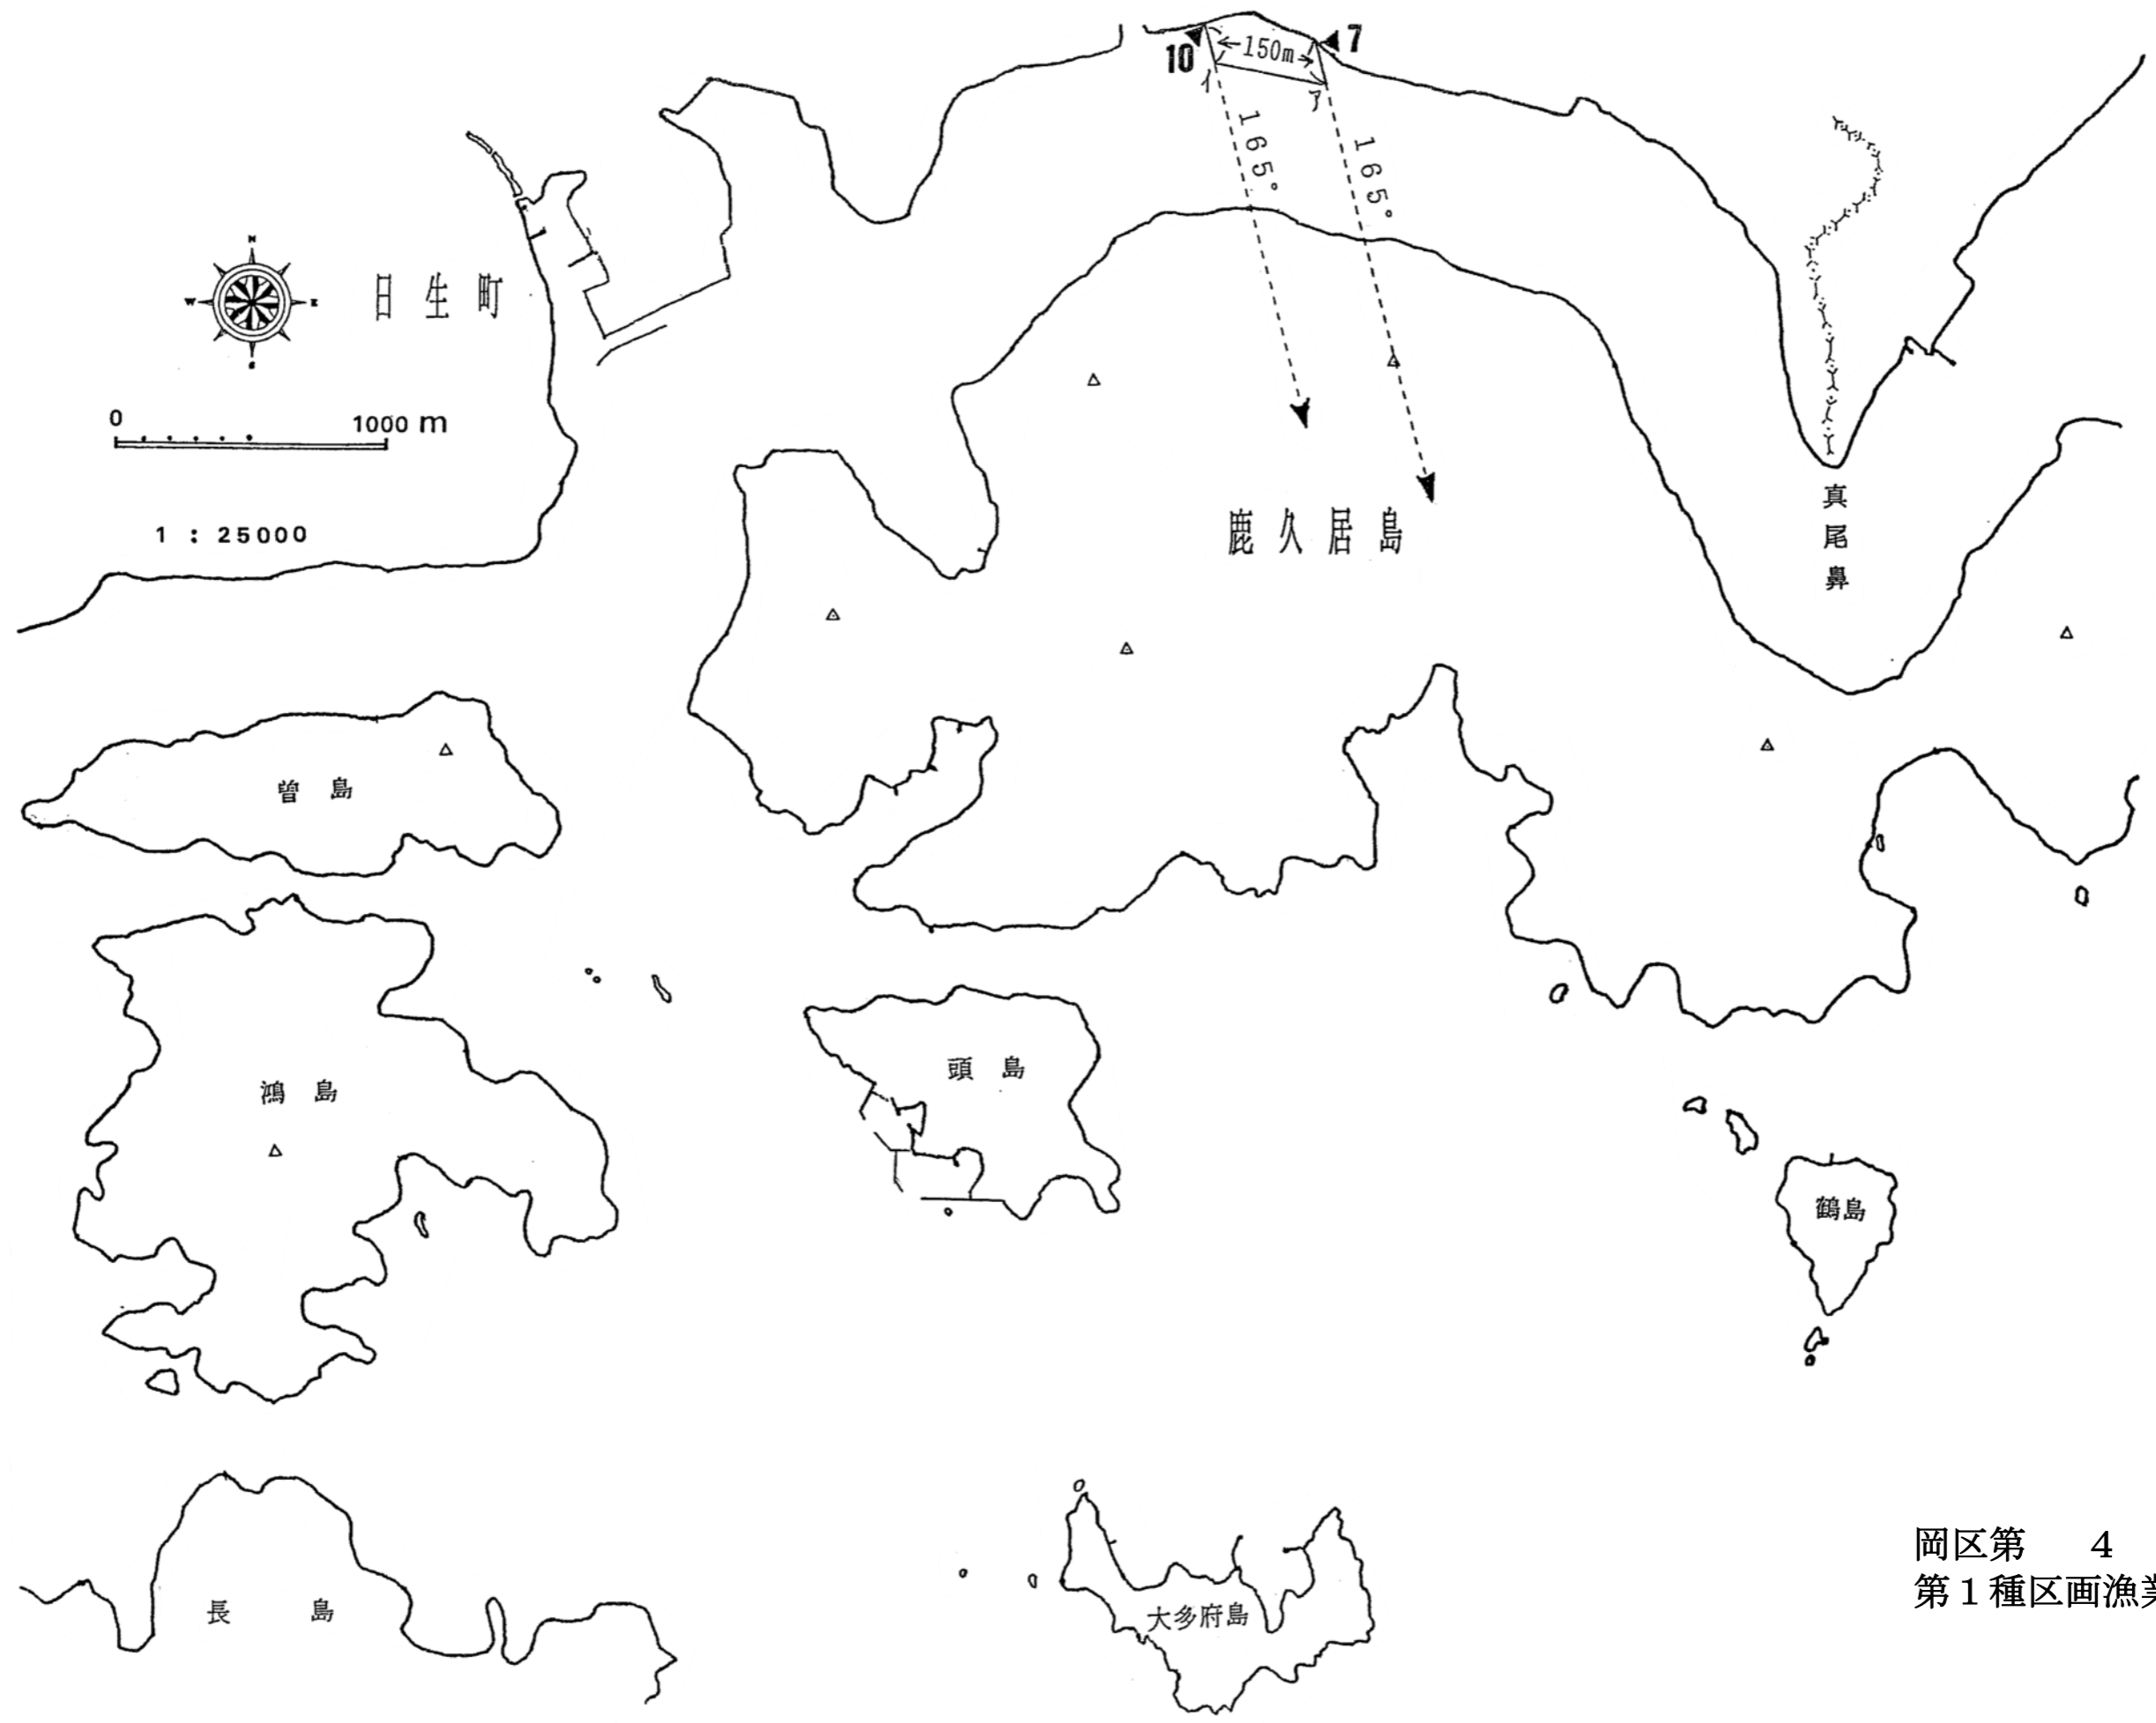 10
←150m→
7
イ
ア
165°
165°
N
W
E
S
日生町
0
1000 m
1 : 25000
鹿久居島
真尾鼻
曽島
鴻島
頭島
鶴島
長島
大多府島
岡区第 4
第1種区画漁業